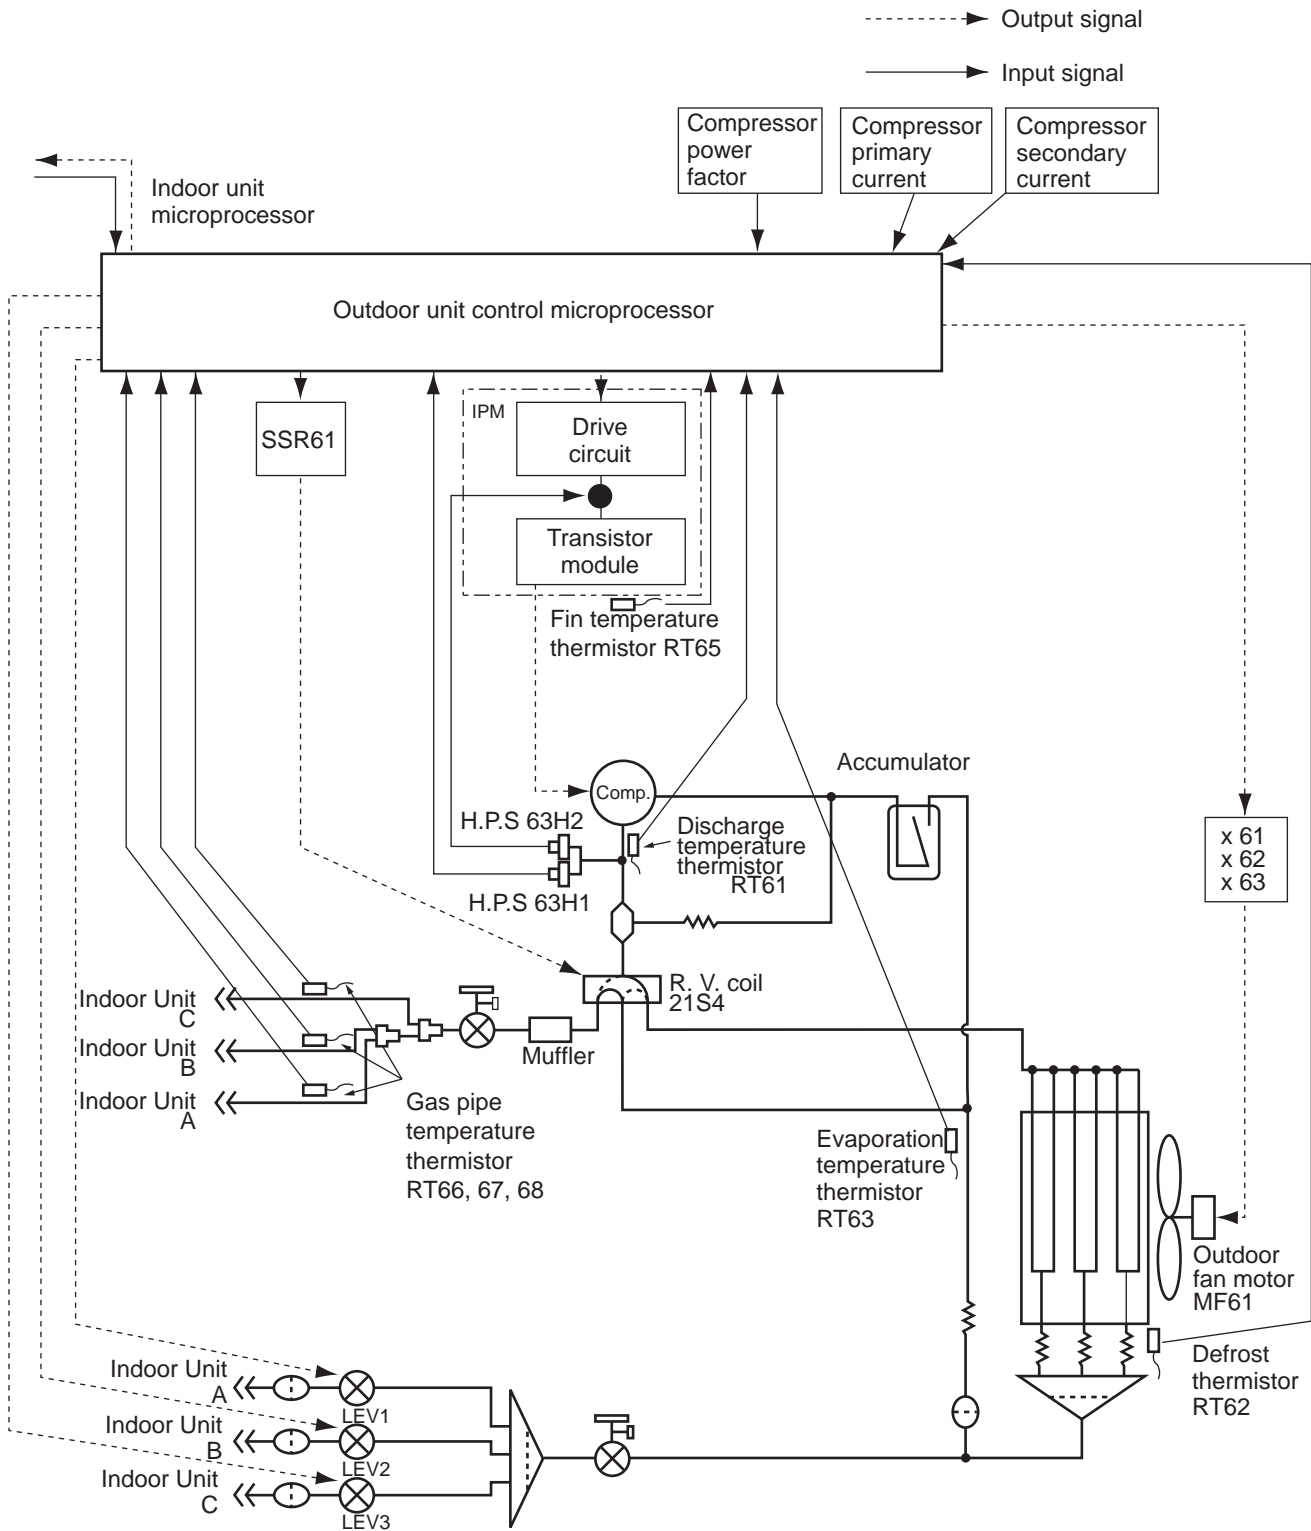 Output signal
Input signal
Compressor
power
factor
Compressor
primary
current
Compressor
secondary
current
Indoor unit
microprocessor
Outdoor unit control microprocessor
SSR61
IPM
Drive
circuit
Transistor
module
Fin temperature
thermistor RT65
Accumulator
Comp.
H.P.S 63H2
Discharge
temperature
thermistor
RT61
H.P.S 63H1
x 61
x 62
x 63
R. V. coil
21S4
Indoor Unit
C
Indoor Unit
B
Indoor Unit
A
Muffler
Gas pipe
temperature
thermistor
RT66, 67, 68
Evaporation
temperature
thermistor
RT63
Outdoor
fan motor
MF61
Defrost
thermistor
RT62
Indoor Unit
A
LEV1
Indoor Unit
B
LEV2
Indoor Unit
C
LEV3